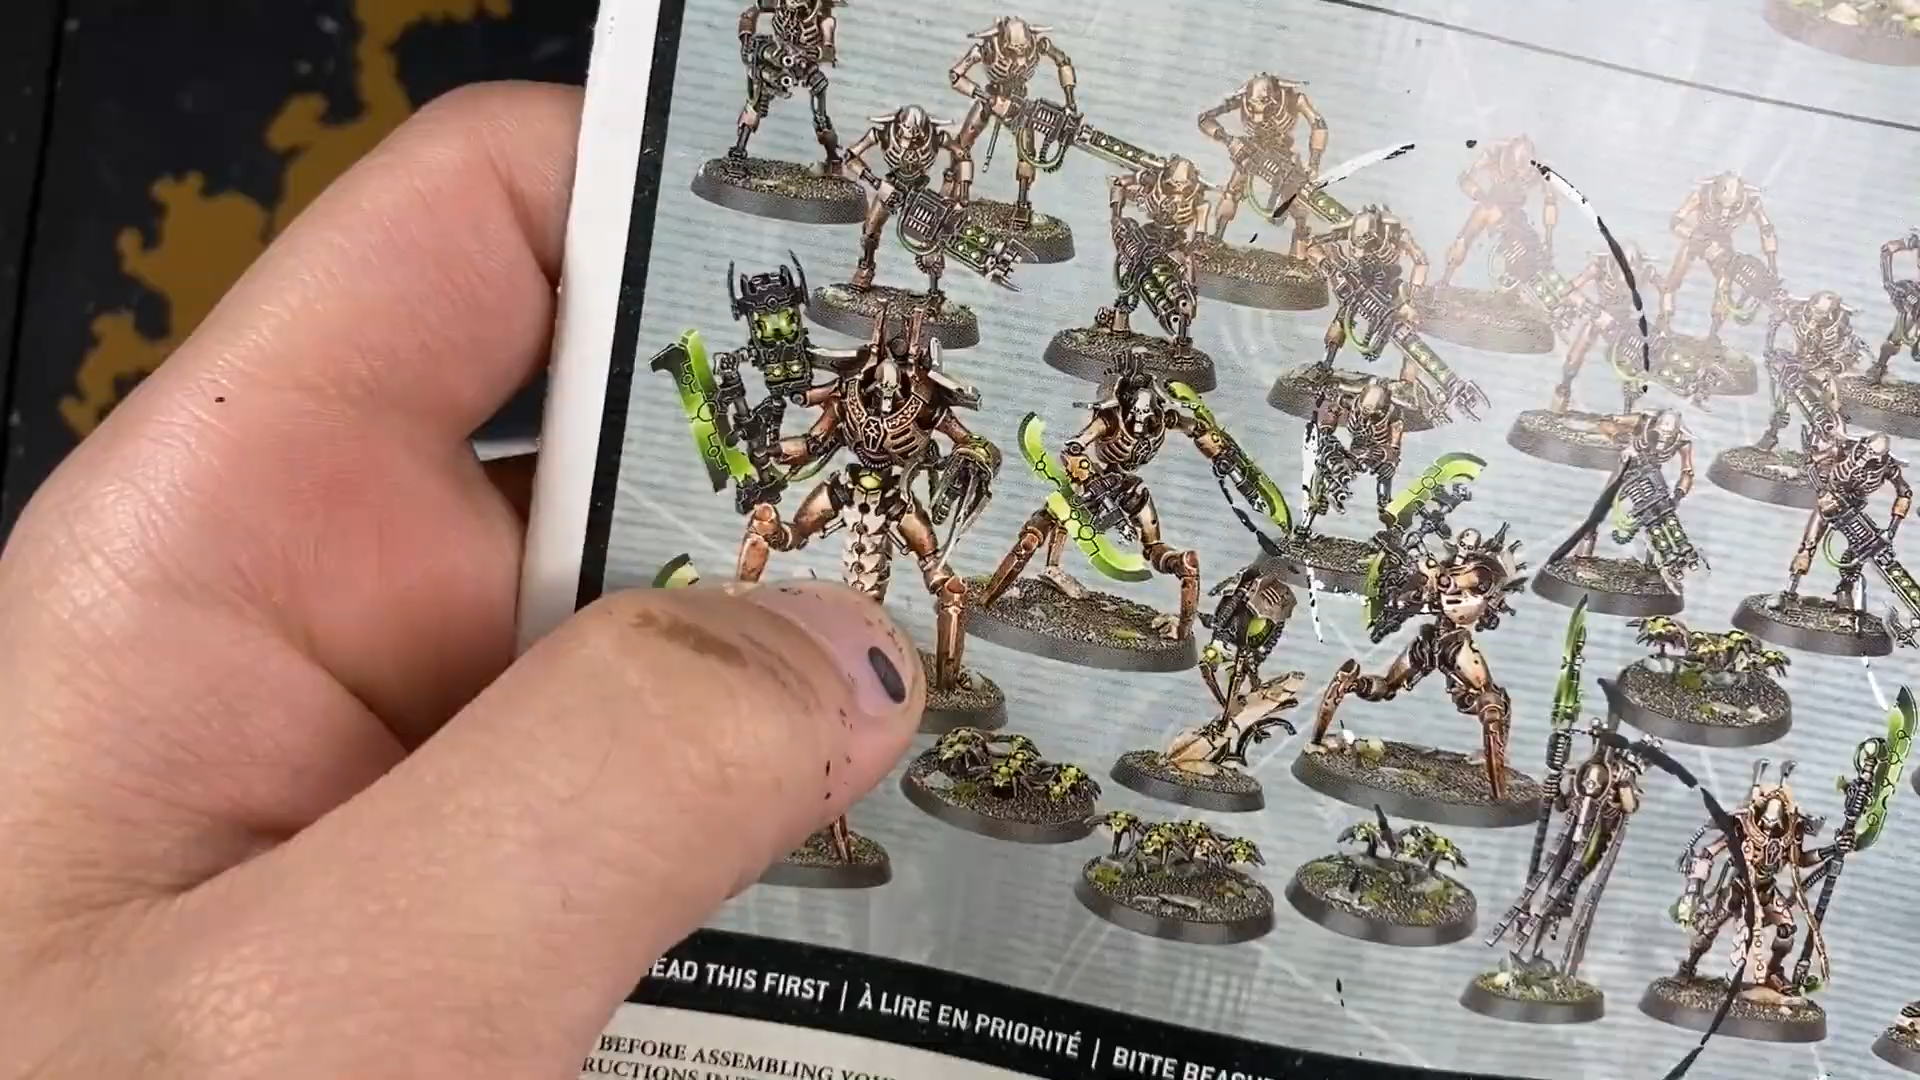 EAD THIS FIRST | À LIRE EN PRIORITÉ | BITTE BEACH
BEFORE ASSEMBLING YOU
RUCTIONS IN